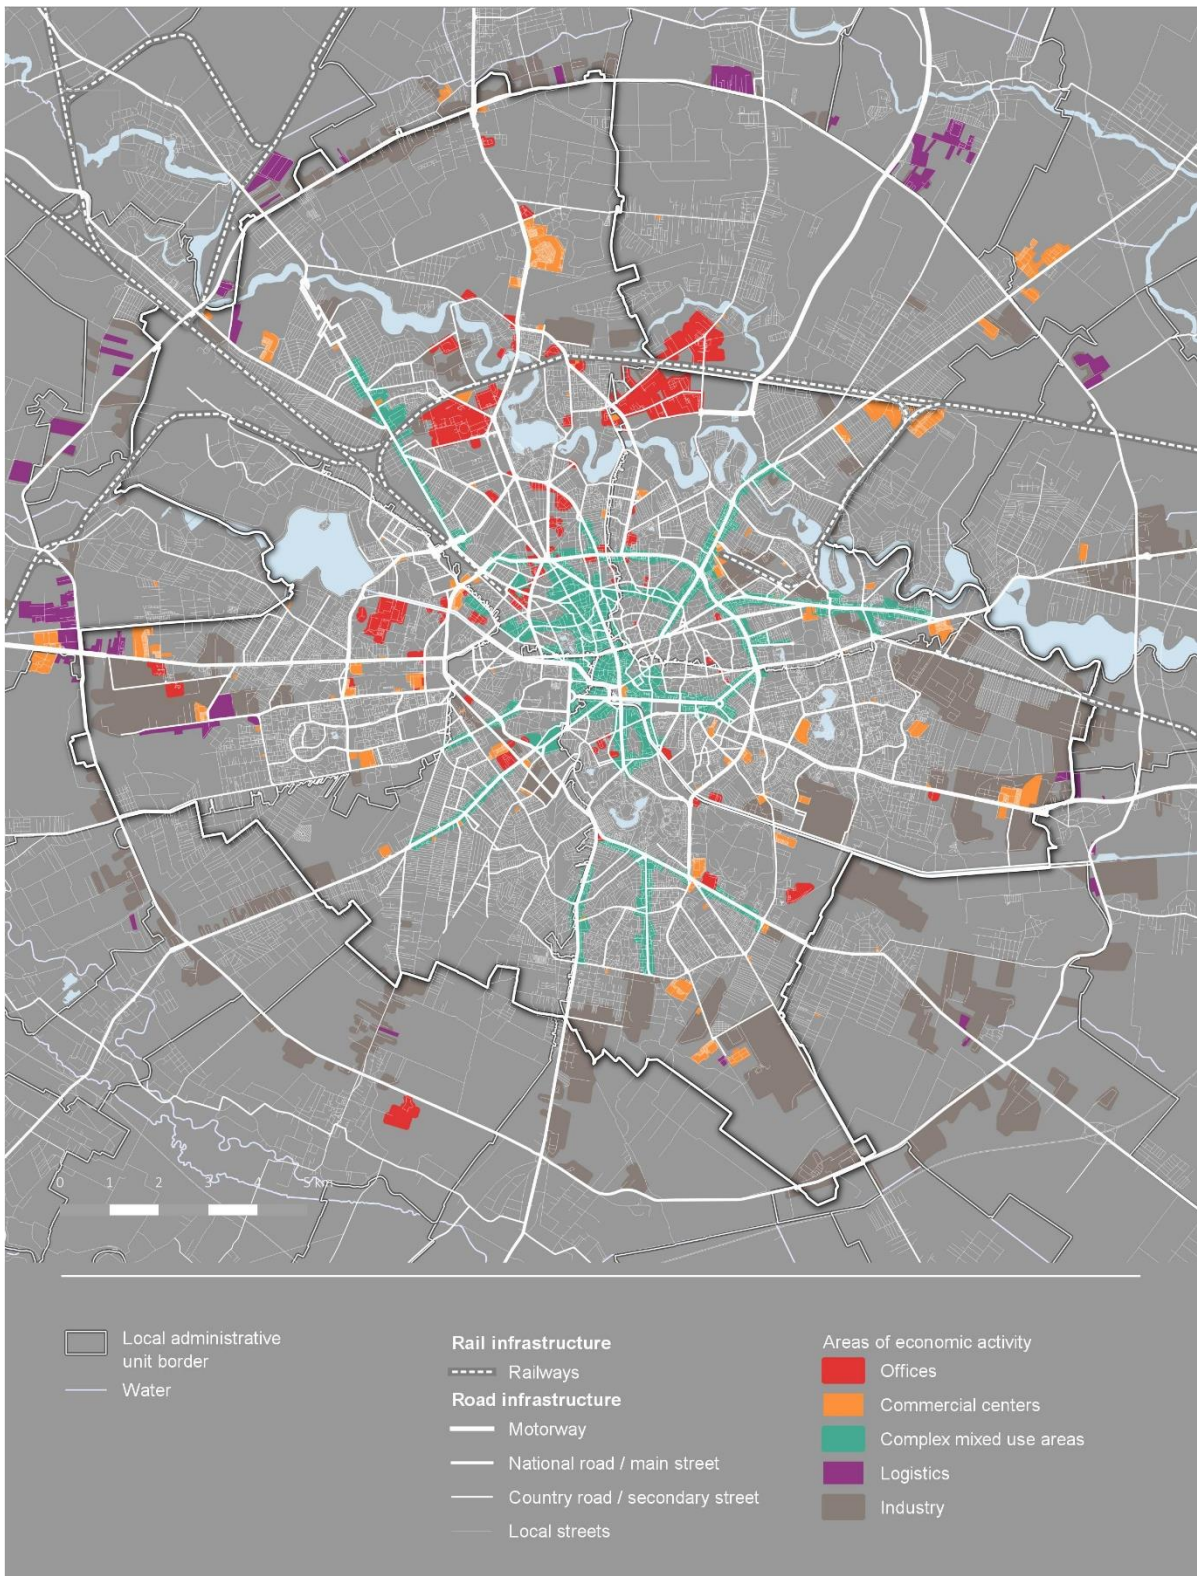 0 1 2 3 4 5 km
Local administrative
unit border
Water
Rail infrastructure
Railways
Road infrastructure
Motorway
National road / main street
Country road / secondary street
Local streets
Areas of economic activity
Offices
Commercial centers
Complex mixed use areas
Logistics
Industry